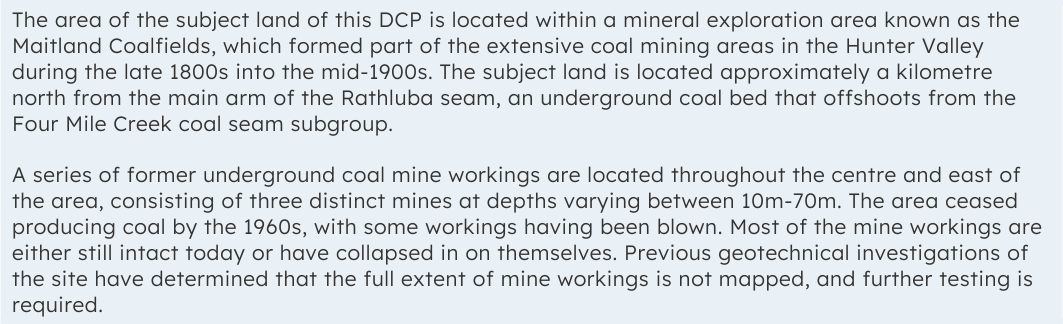 The area of the subject land of this DCP is located within a mineral exploration area known as the
Maitland Coalfields, which formed part of the extensive coal mining areas in the Hunter Valley
during the late 1800s into the mid-1900s. The subject land is located approximately a kilometre
north from the main arm of the Rathluba seam, an underground coal bed that offshoots from the
Four Mile Creek coal seam subgroup.
A series of former underground coal mine workings are located throughout the centre and east of
the area, consisting of three distinct mines at depths varying between 10m-70m. The area ceased
producing coal by the 1960s, with some workings having been blown. Most of the mine workings are
either still intact today or have collapsed in on themselves. Previous geotechnical investigations of
the site have determined that the full extent of mine workings is not mapped, and further testing is
required.